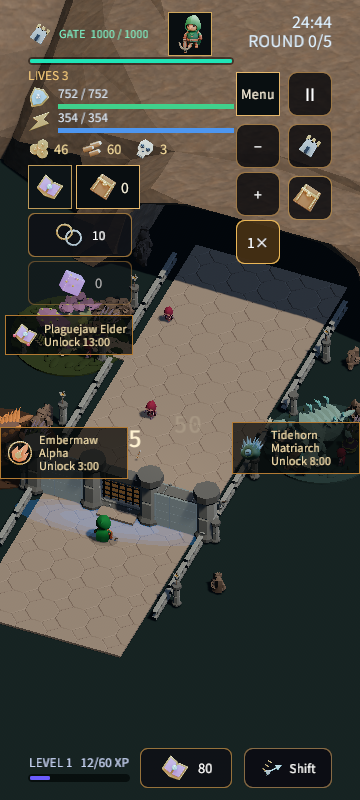 GATE 1000 / 1000
24:44
ROUND 0/5
LIVES 3
752 / 752
354 / 354
Menu
46 60 3
0
10
0
1×
Plaguejaw Elder
Unlock 13:00
Embermaw
Alpha
Unlock 3:00
5
50
Tidehorn
Matriarch
Unlock 8:00
LEVEL 1 12/60 XP
80
Shift